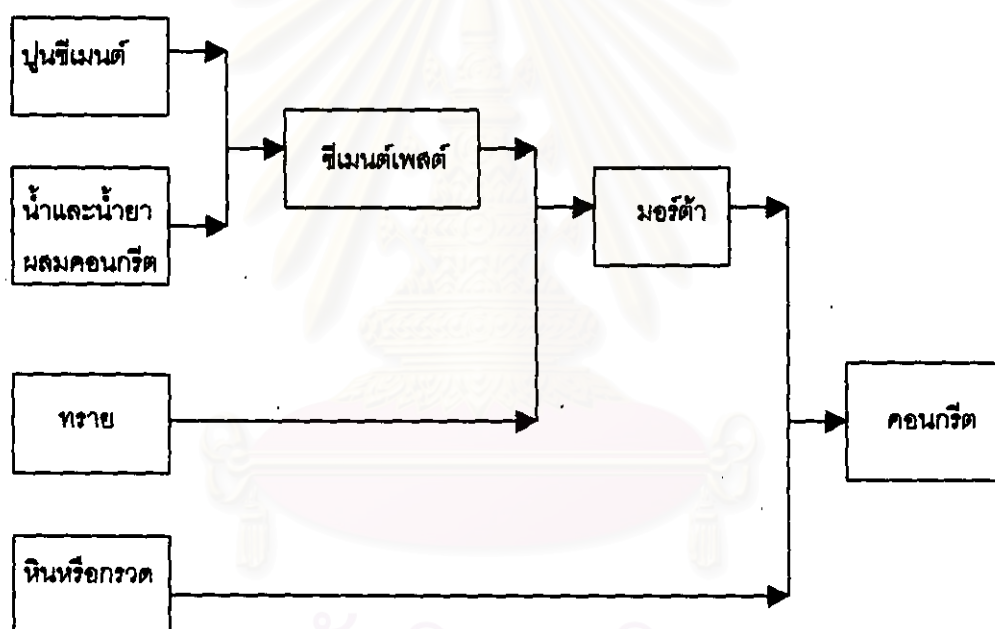 ปูนซีเมนต์
ซีเมนต์เพสต์
น้ำและน้ำยา
ผสมคอนกรีต
มอร์ต้า
ทราย
คอนกรีต
หินหรือกรวด